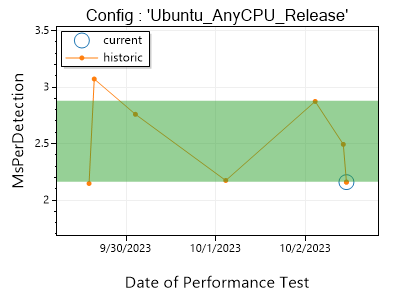 Config : 'Ubuntu_AnyCPU_Release'
3.5
current
historic
3
2.5
2
MsPerDetection
9/30/2023
10/1/2023
10/2/2023
Date of Performance Test